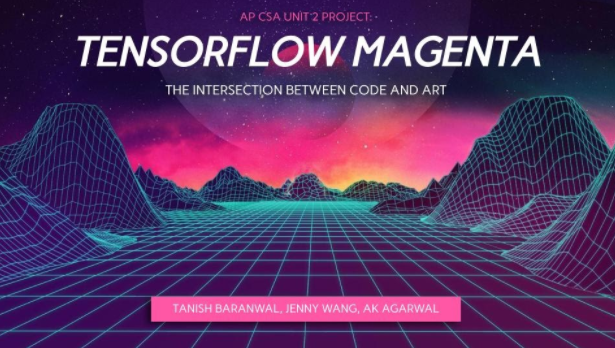 AP CSA UNIT 2 PROJECT:
TENSORFLOW MAGENTA
THE INTERSECTION BETWEEN CODE AND ART
TANISH BARANWAL, JENNY WANG, AK AGARWAL